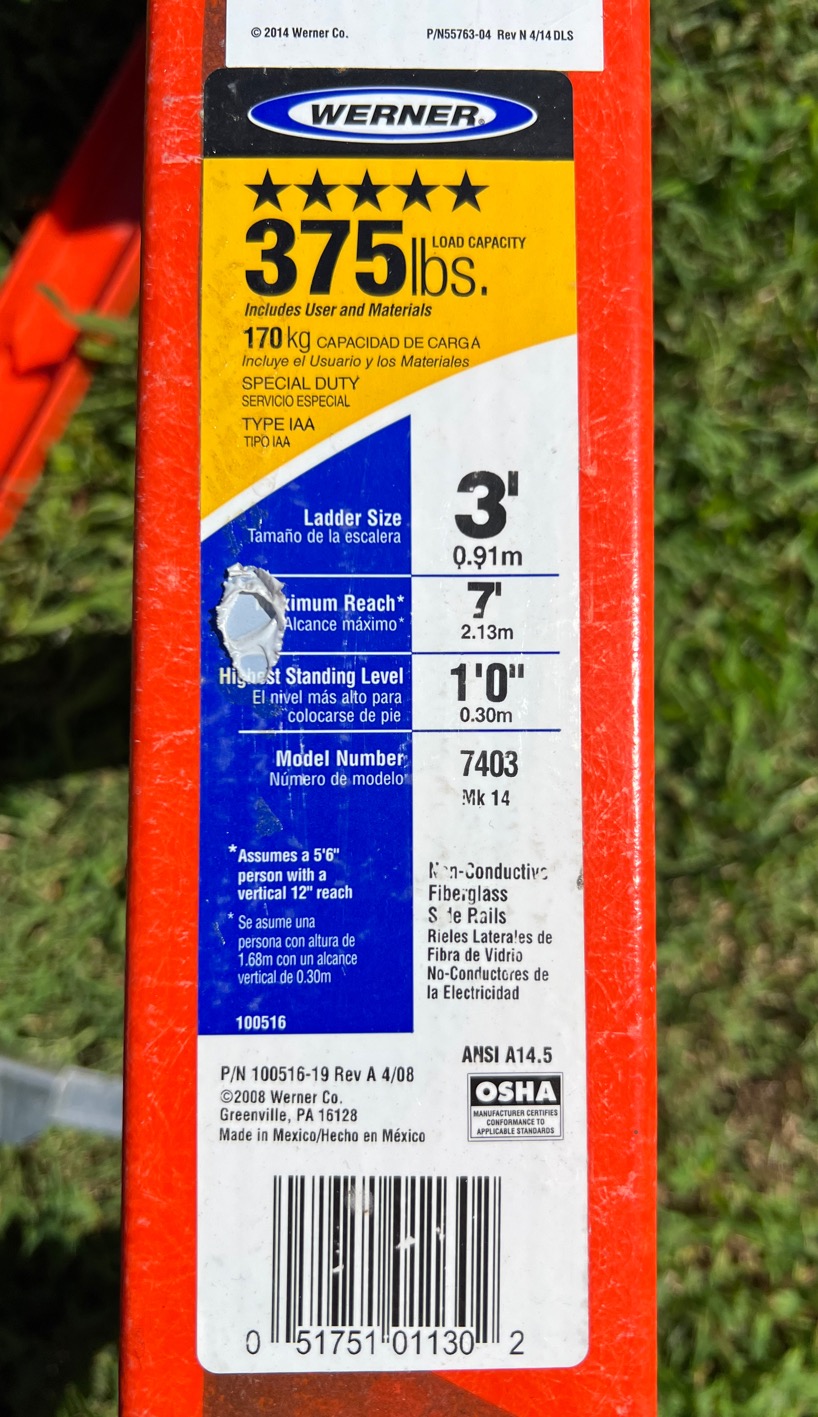 © 2014 Werner Co. P/N55763-04 Rev N 4/14 DLS
WERNER®
375 lbs. LOAD CAPACITY
Includes User and Materials
170 kg CAPACIDAD DE CARGA
Incluye el Usuario y los Materiales
SPECIAL DUTY
SERVICIO ESPECIAL
TYPE IAA
TIPO IAA
Ladder Size 3'
Tamaño de la escalera 0.91m
ximum Reach* 7'
Alcance máximo* 2.13m
Highest Standing Level 1'0"
El nivel más alto para
colocarse de pie 0.30m
Model Number 7403
Número de modelo
Mk 14
*Assumes a 5'6"
person with a
vertical 12" reach
* Se asume una
persona con altura de
1.68m con un alcance
vertical de 0.30m
100516
Non-Conductive
Fiberglass
Side Rails
Rieles Laterales de
Fibra de Vidrio
No-Conductores de
la Electricidad
ANSI A14.5
OSHA
MANUFACTURER CERTIFIES
CONFORMANCE TO
APPLICABLE STANDARDS
P/N 100516-19 Rev A 4/08
©2008 Werner Co.
Greenville, PA 16128
Made in Mexico/Hecho en México
0 51751 01130 2